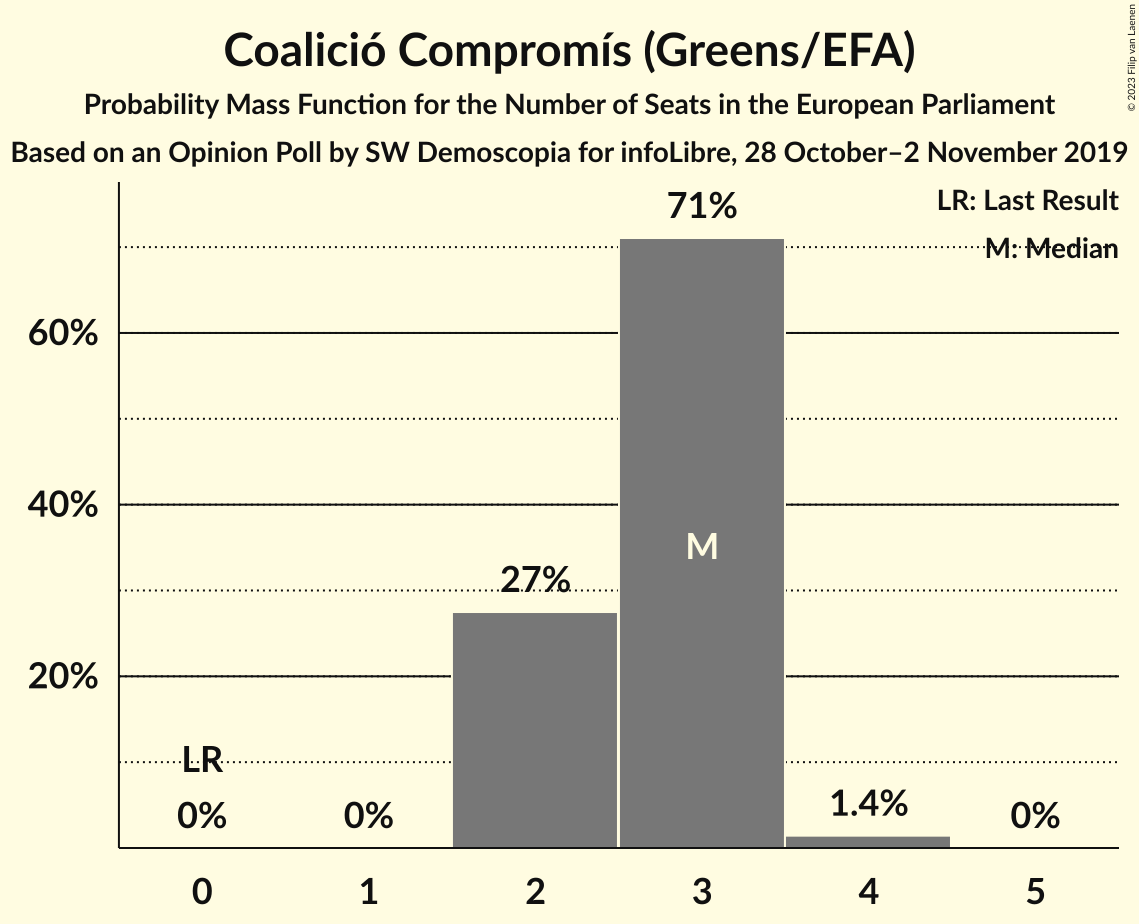 Coalició Compromís (Greens/EFA)
Probability Mass Function for the Number of Seats in the European Parliament
Based on an Opinion Poll by SW Demoscopia for infoLibre, 28 October–2 November 2019
© 2023 Filip van Laenen
LR: Last Result
M: Median
71%
60%
40%
20%
27%
M
LR
0%
0%
1.4%
0%
0 1 2 3 4 5